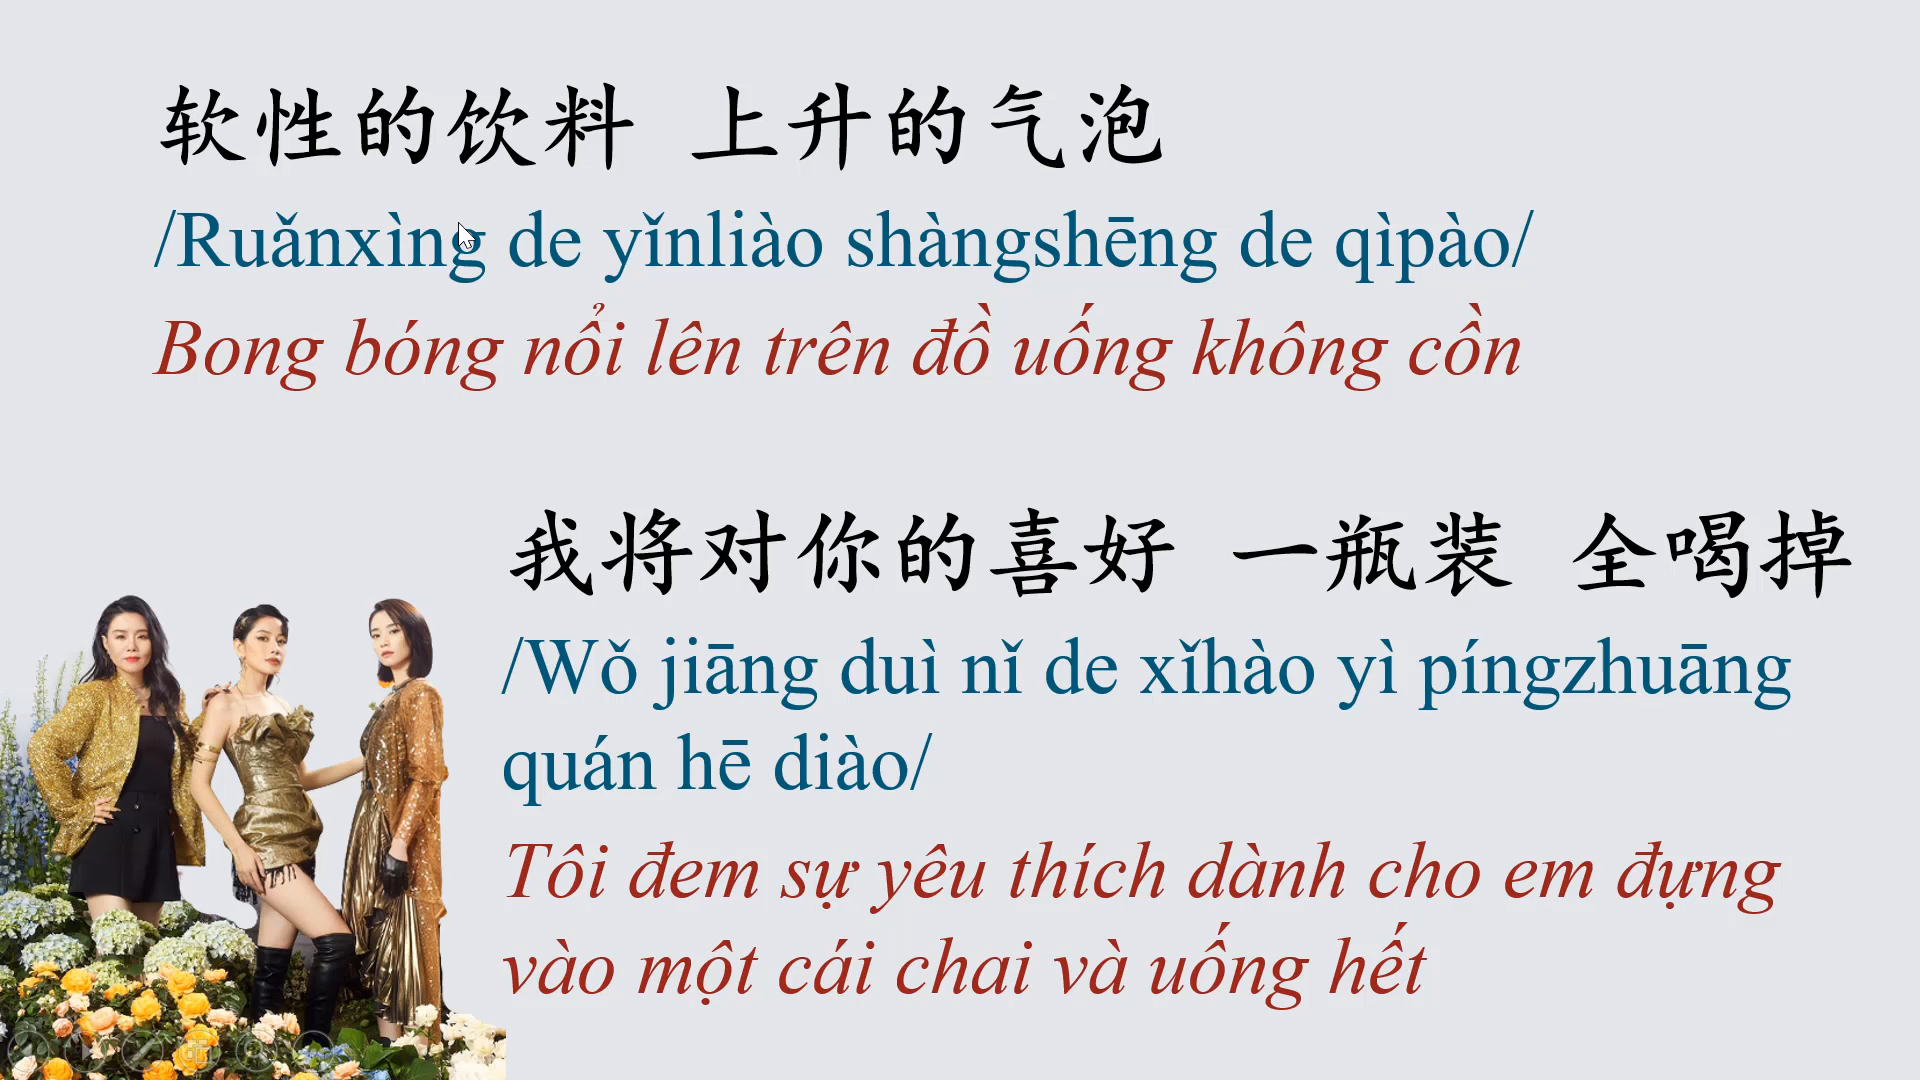 软性的饮料 上升的气泡
/Ruǎnxìng de yǐnliào shàngshēng de qìpào/
Bong bóng nổi lên trên đồ uống không cồn
我将对你的喜好 一瓶装 全喝掉
/Wǒ jiāng duì nǐ de xǐhào yì píngzhuāng
quán hē diào/
Tôi đem sự yêu thích dành cho em đựng
vào một cái chai và uống hết